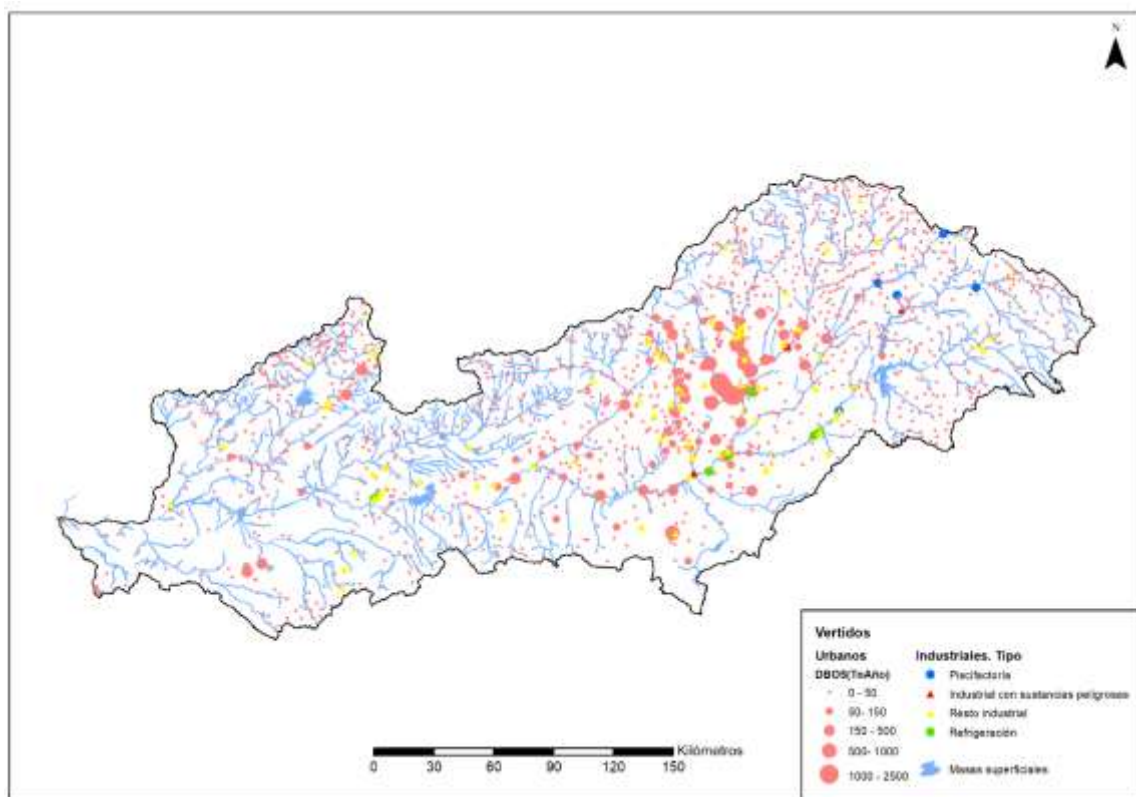 N
Kilómetros
0 30 60 90 120 150
Vertidos
Urbanos
DBO5(Tn/Año)
0 - 50
50- 150
150 - 500
500- 1000
1000 - 2500
Industriales. Tipo
Piscifactoría
Industrial con sustancias peligrosas
Resto industrial
Refrigeración
Masas superficiales